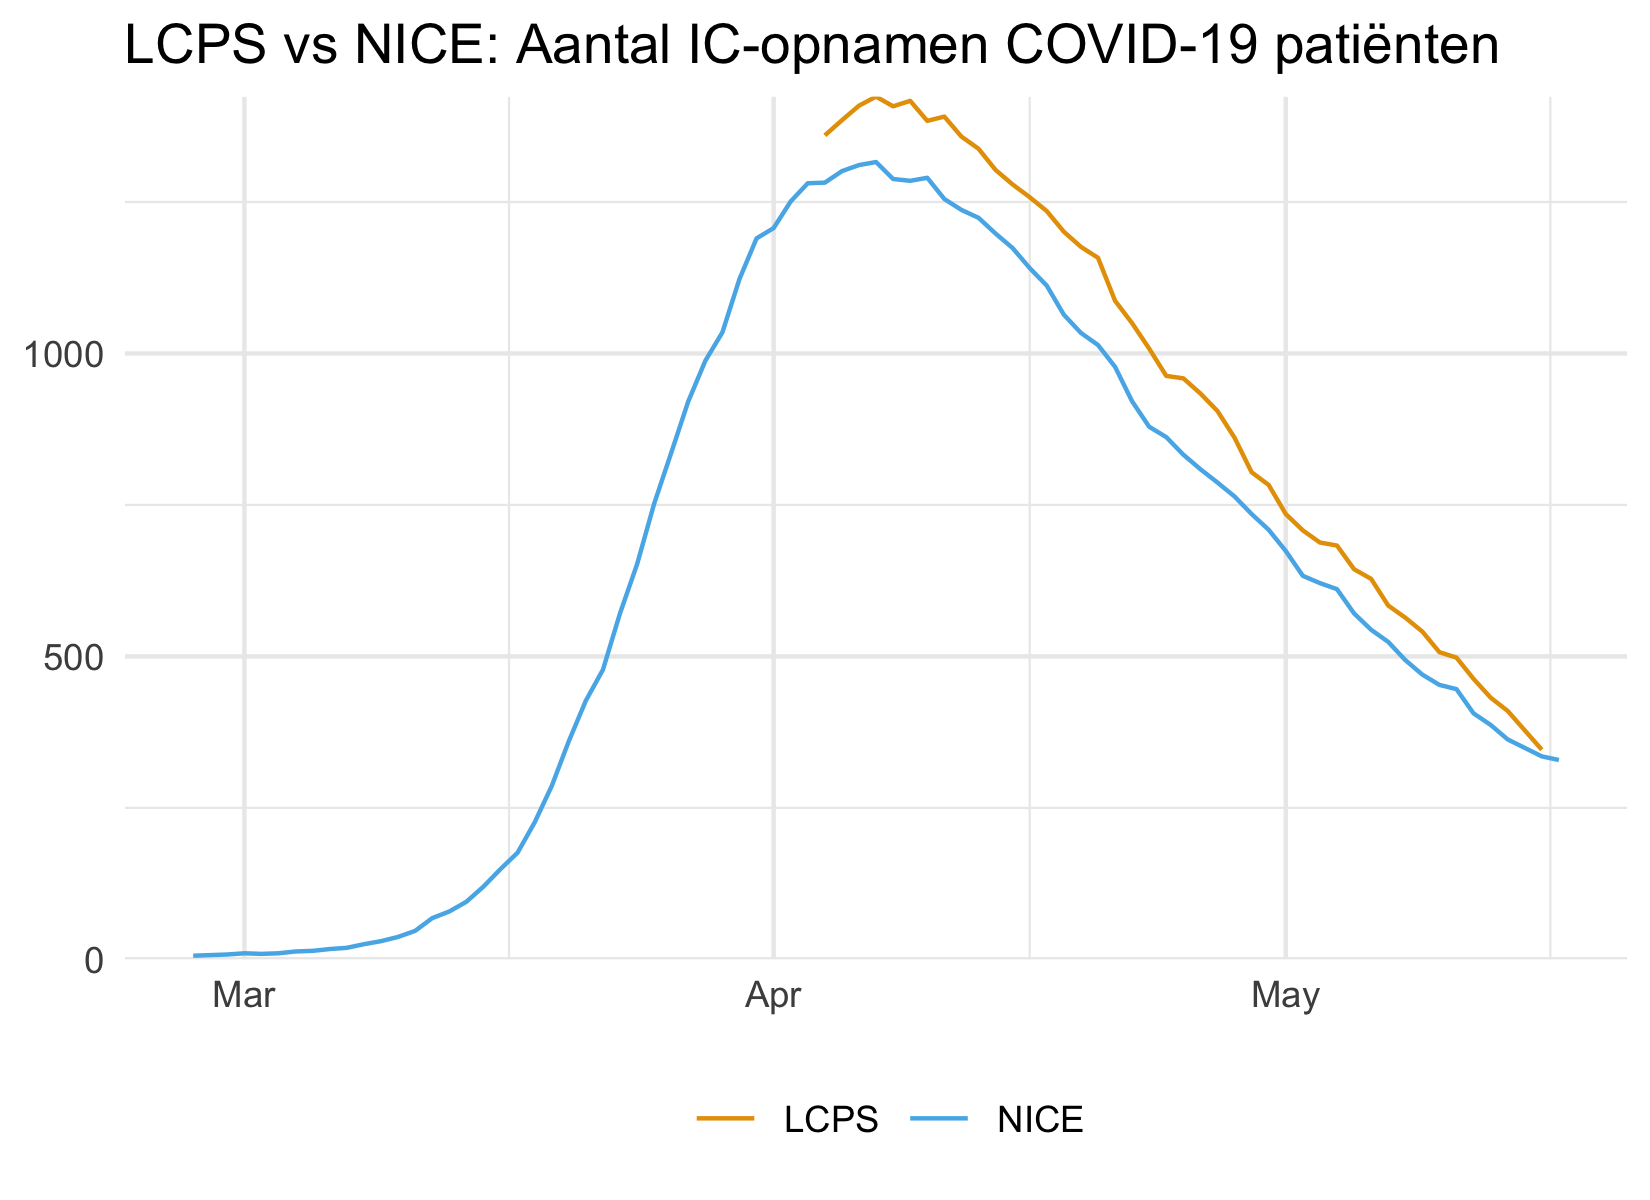 LCPS vs NICE: Aantal IC-opnamen COVID-19 patiënten
1000
500
0
Mar Apr May
LCPS NICE